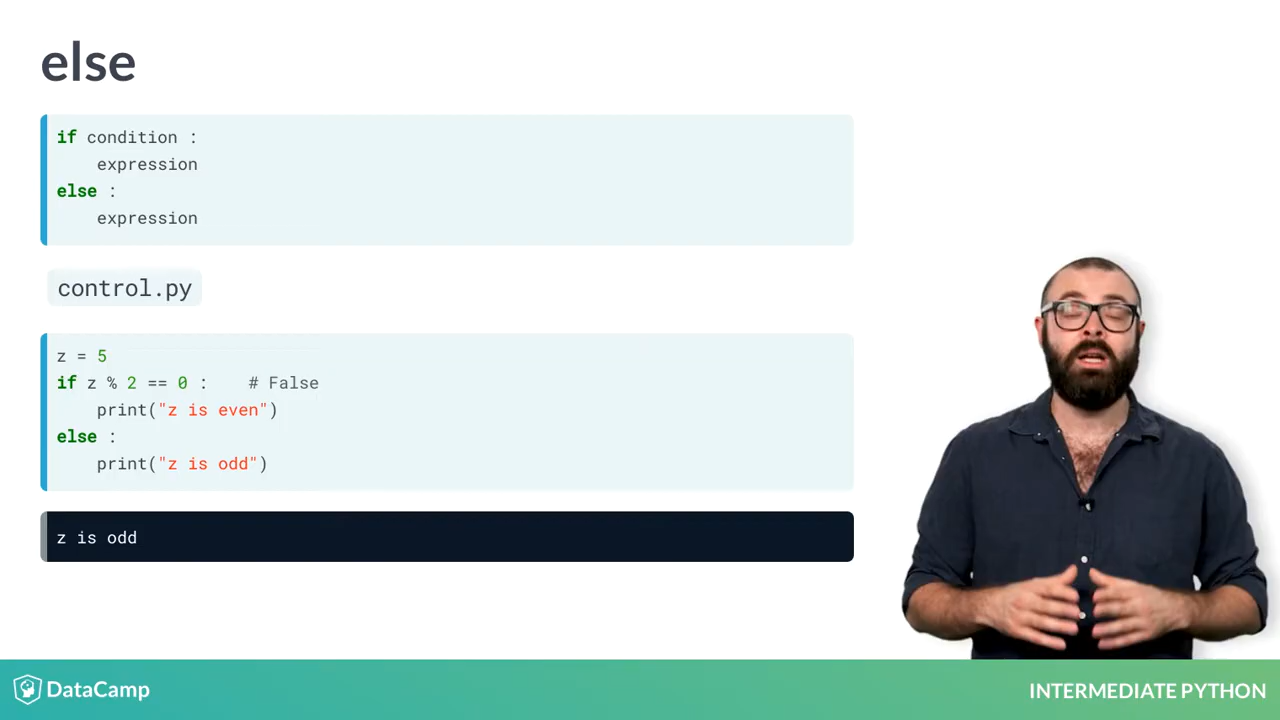 else
if condition :
    expression
else :
    expression
control.py
z = 5
if z % 2 == 0 :    # False
    print("z is even")
else :
    print("z is odd")
z is odd
DataCamp
INTERMEDIATE PYTHON